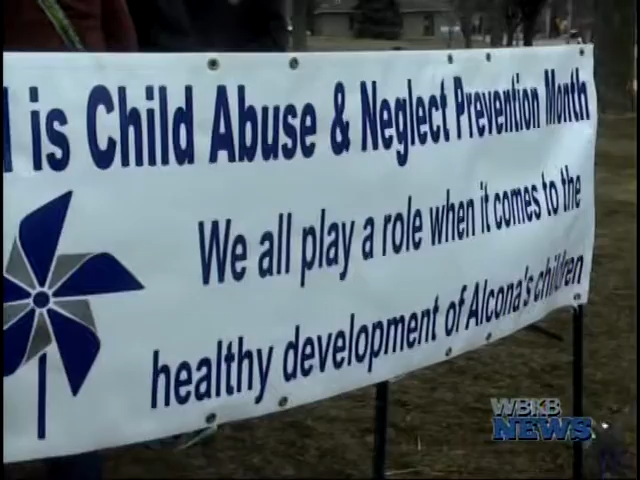 is Child Abuse & Neglect Prevention Month
We all play a role when it comes to the
healthy development of Alcona's children
WBKB
NEWS